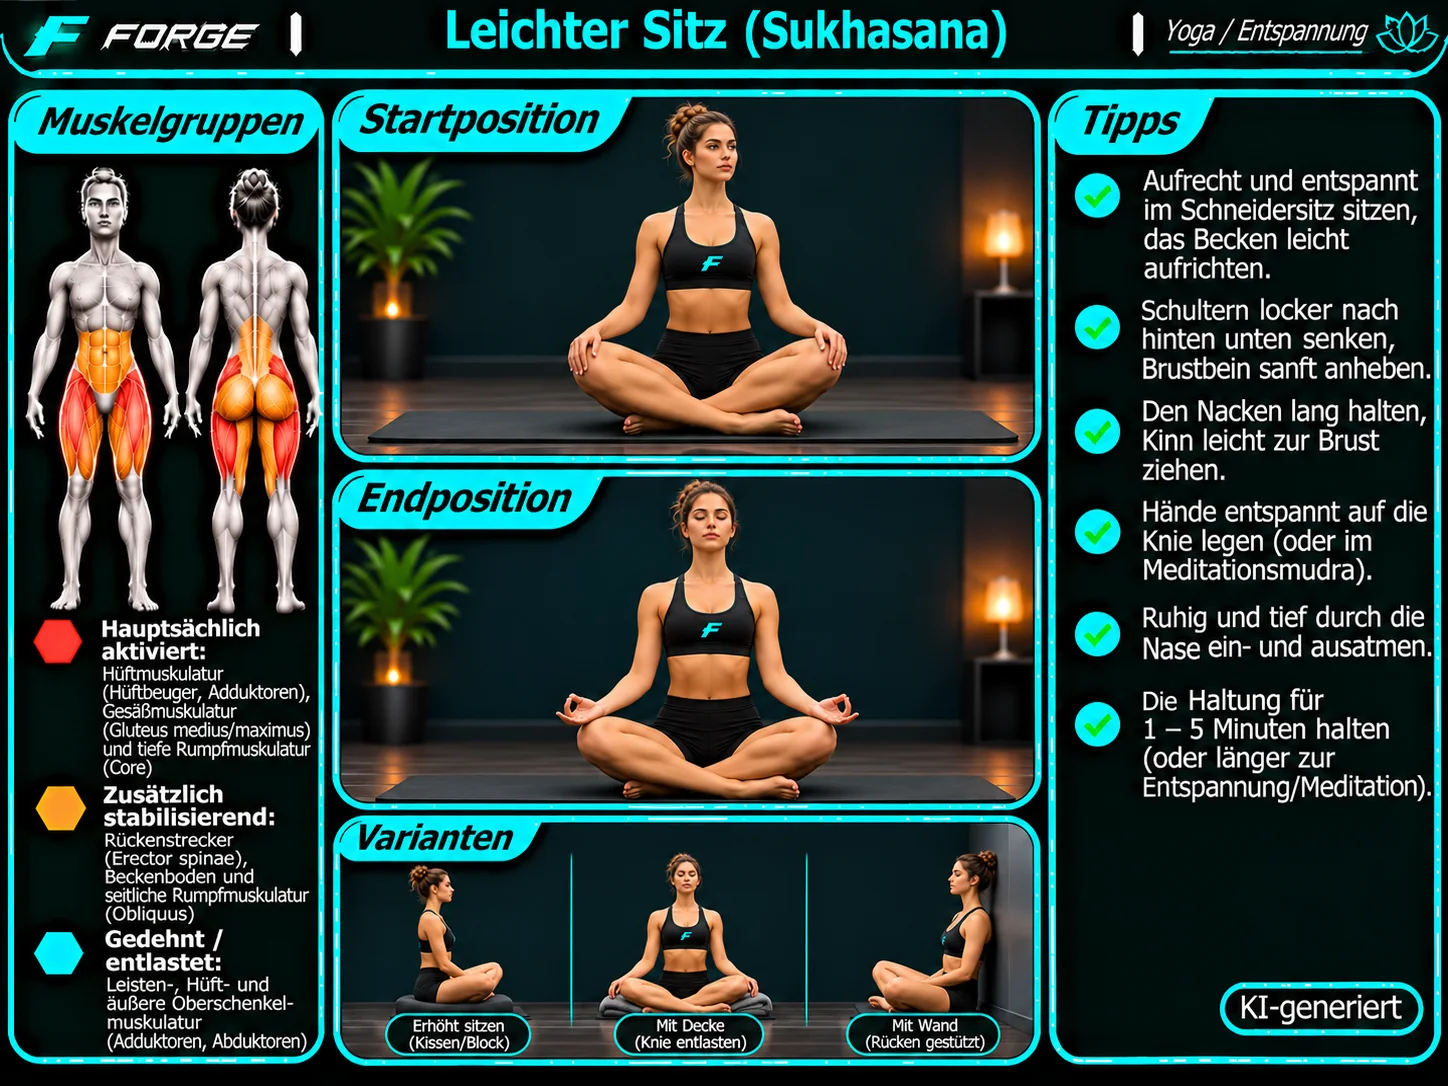 F FORGE
Leichter Sitz (Sukhasana)
Yoga / Entspannung
Muskelgruppen
Hauptsächlich
aktiviert:
Hüftmuskulatur
(Hüftbeuger, Adduktoren),
Gesäßmuskulatur
(Gluteus medius/maximus)
und tiefe Rumpfmuskulatur
(Core)
Zusätzlich
stabilisierend:
Rückenstrecker
(Erector spinae),
Beckenboden und
seitliche Rumpfmuskulatur
(Obliquus)
Gedehnt /
entlastet:
Leisten-, Hüft- und
äußere Oberschenkel-
muskulatur
(Adduktoren, Abduktoren)
Startposition
F
Endposition
F
Varianten
F
F
Erhöht sitzen
(Kissen/Block)
Mit Decke
(Knie entlasten)
Mit Wand
(Rücken gestützt)
Tipps
Aufrecht und entspannt
im Schneidersitz sitzen,
das Becken leicht
aufrichten.
Schultern locker nach
hinten unten senken,
Brustbein sanft anheben.
Den Nacken lang halten,
Kinn leicht zur Brust
ziehen.
Hände entspannt auf die
Knie legen (oder im
Meditationsmudra).
Ruhig und tief durch die
Nase ein- und ausatmen.
Die Haltung für
1 – 5 Minuten halten
(oder länger zur
Entspannung/Meditation).
KI-generiert